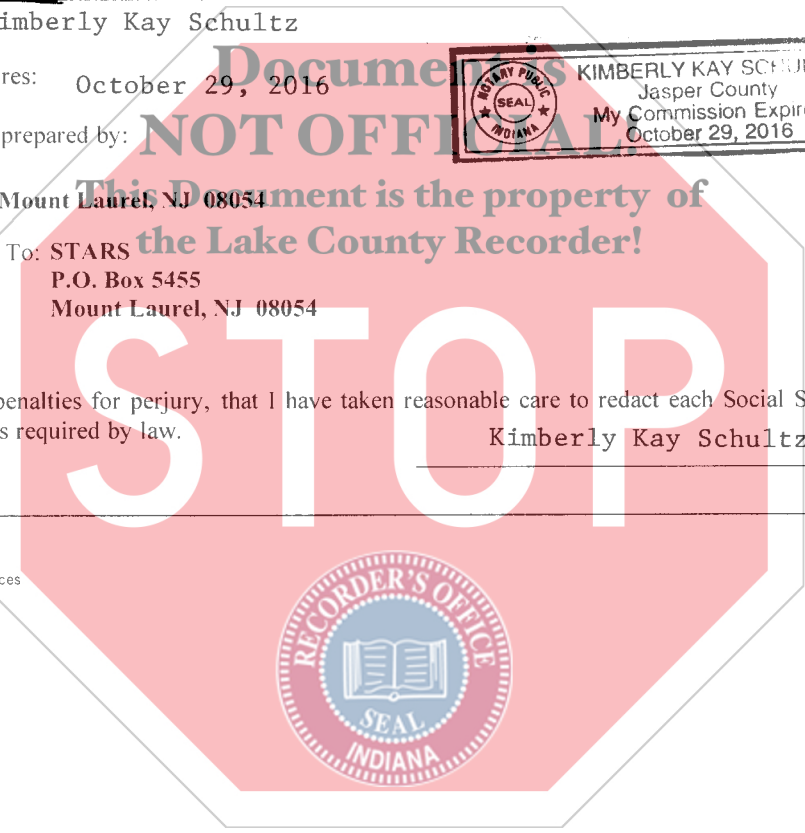 imberly Kay Schultz
res: October 29, 2016
Document is
NOT OFFICIAL!
This Document is the property of
the Lake County Recorder!
NOTARY PUBLIC
SEAL
INDIANA
KIMBERLY KAY SCHUL
Jasper County
My Commission Expire
October 29, 2016
prepared by:
Mount Laurel, NJ 08054
To: STARS
P.O. Box 5455
Mount Laurel, NJ 08054
STOP
penalties for perjury, that I have taken reasonable care to redact each Social S
s required by law.
Kimberly Kay Schultz
ces
RECORDER'S OFFICE
SEAL
INDIANA